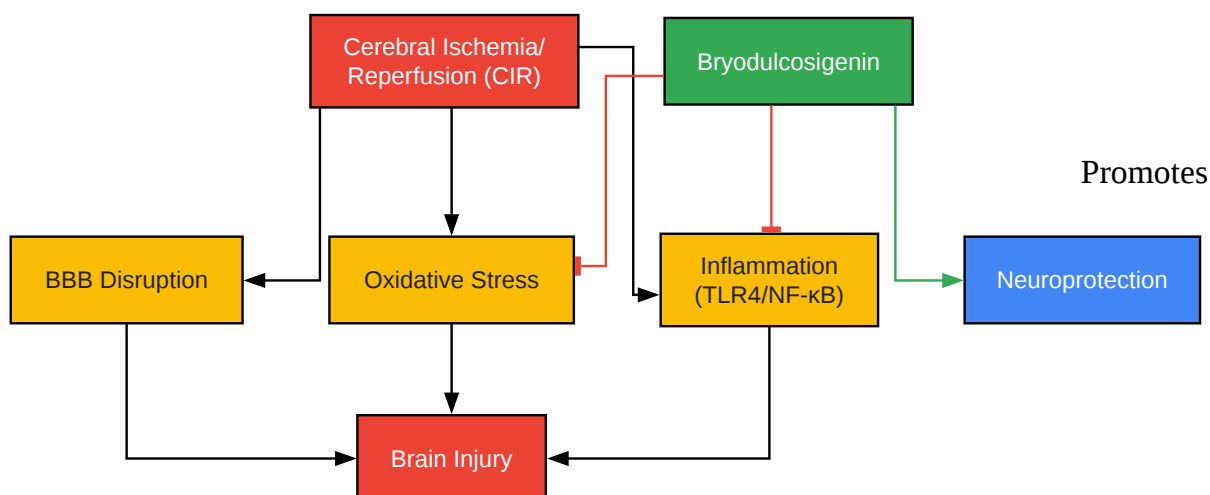 Cerebral Ischemia/
Reperfusion (CIR)
Bryodulcosigenin
Promotes
BBB Disruption
Oxidative Stress
Inflammation
(TLR4/NF-κB)
Neuroprotection
Brain Injury